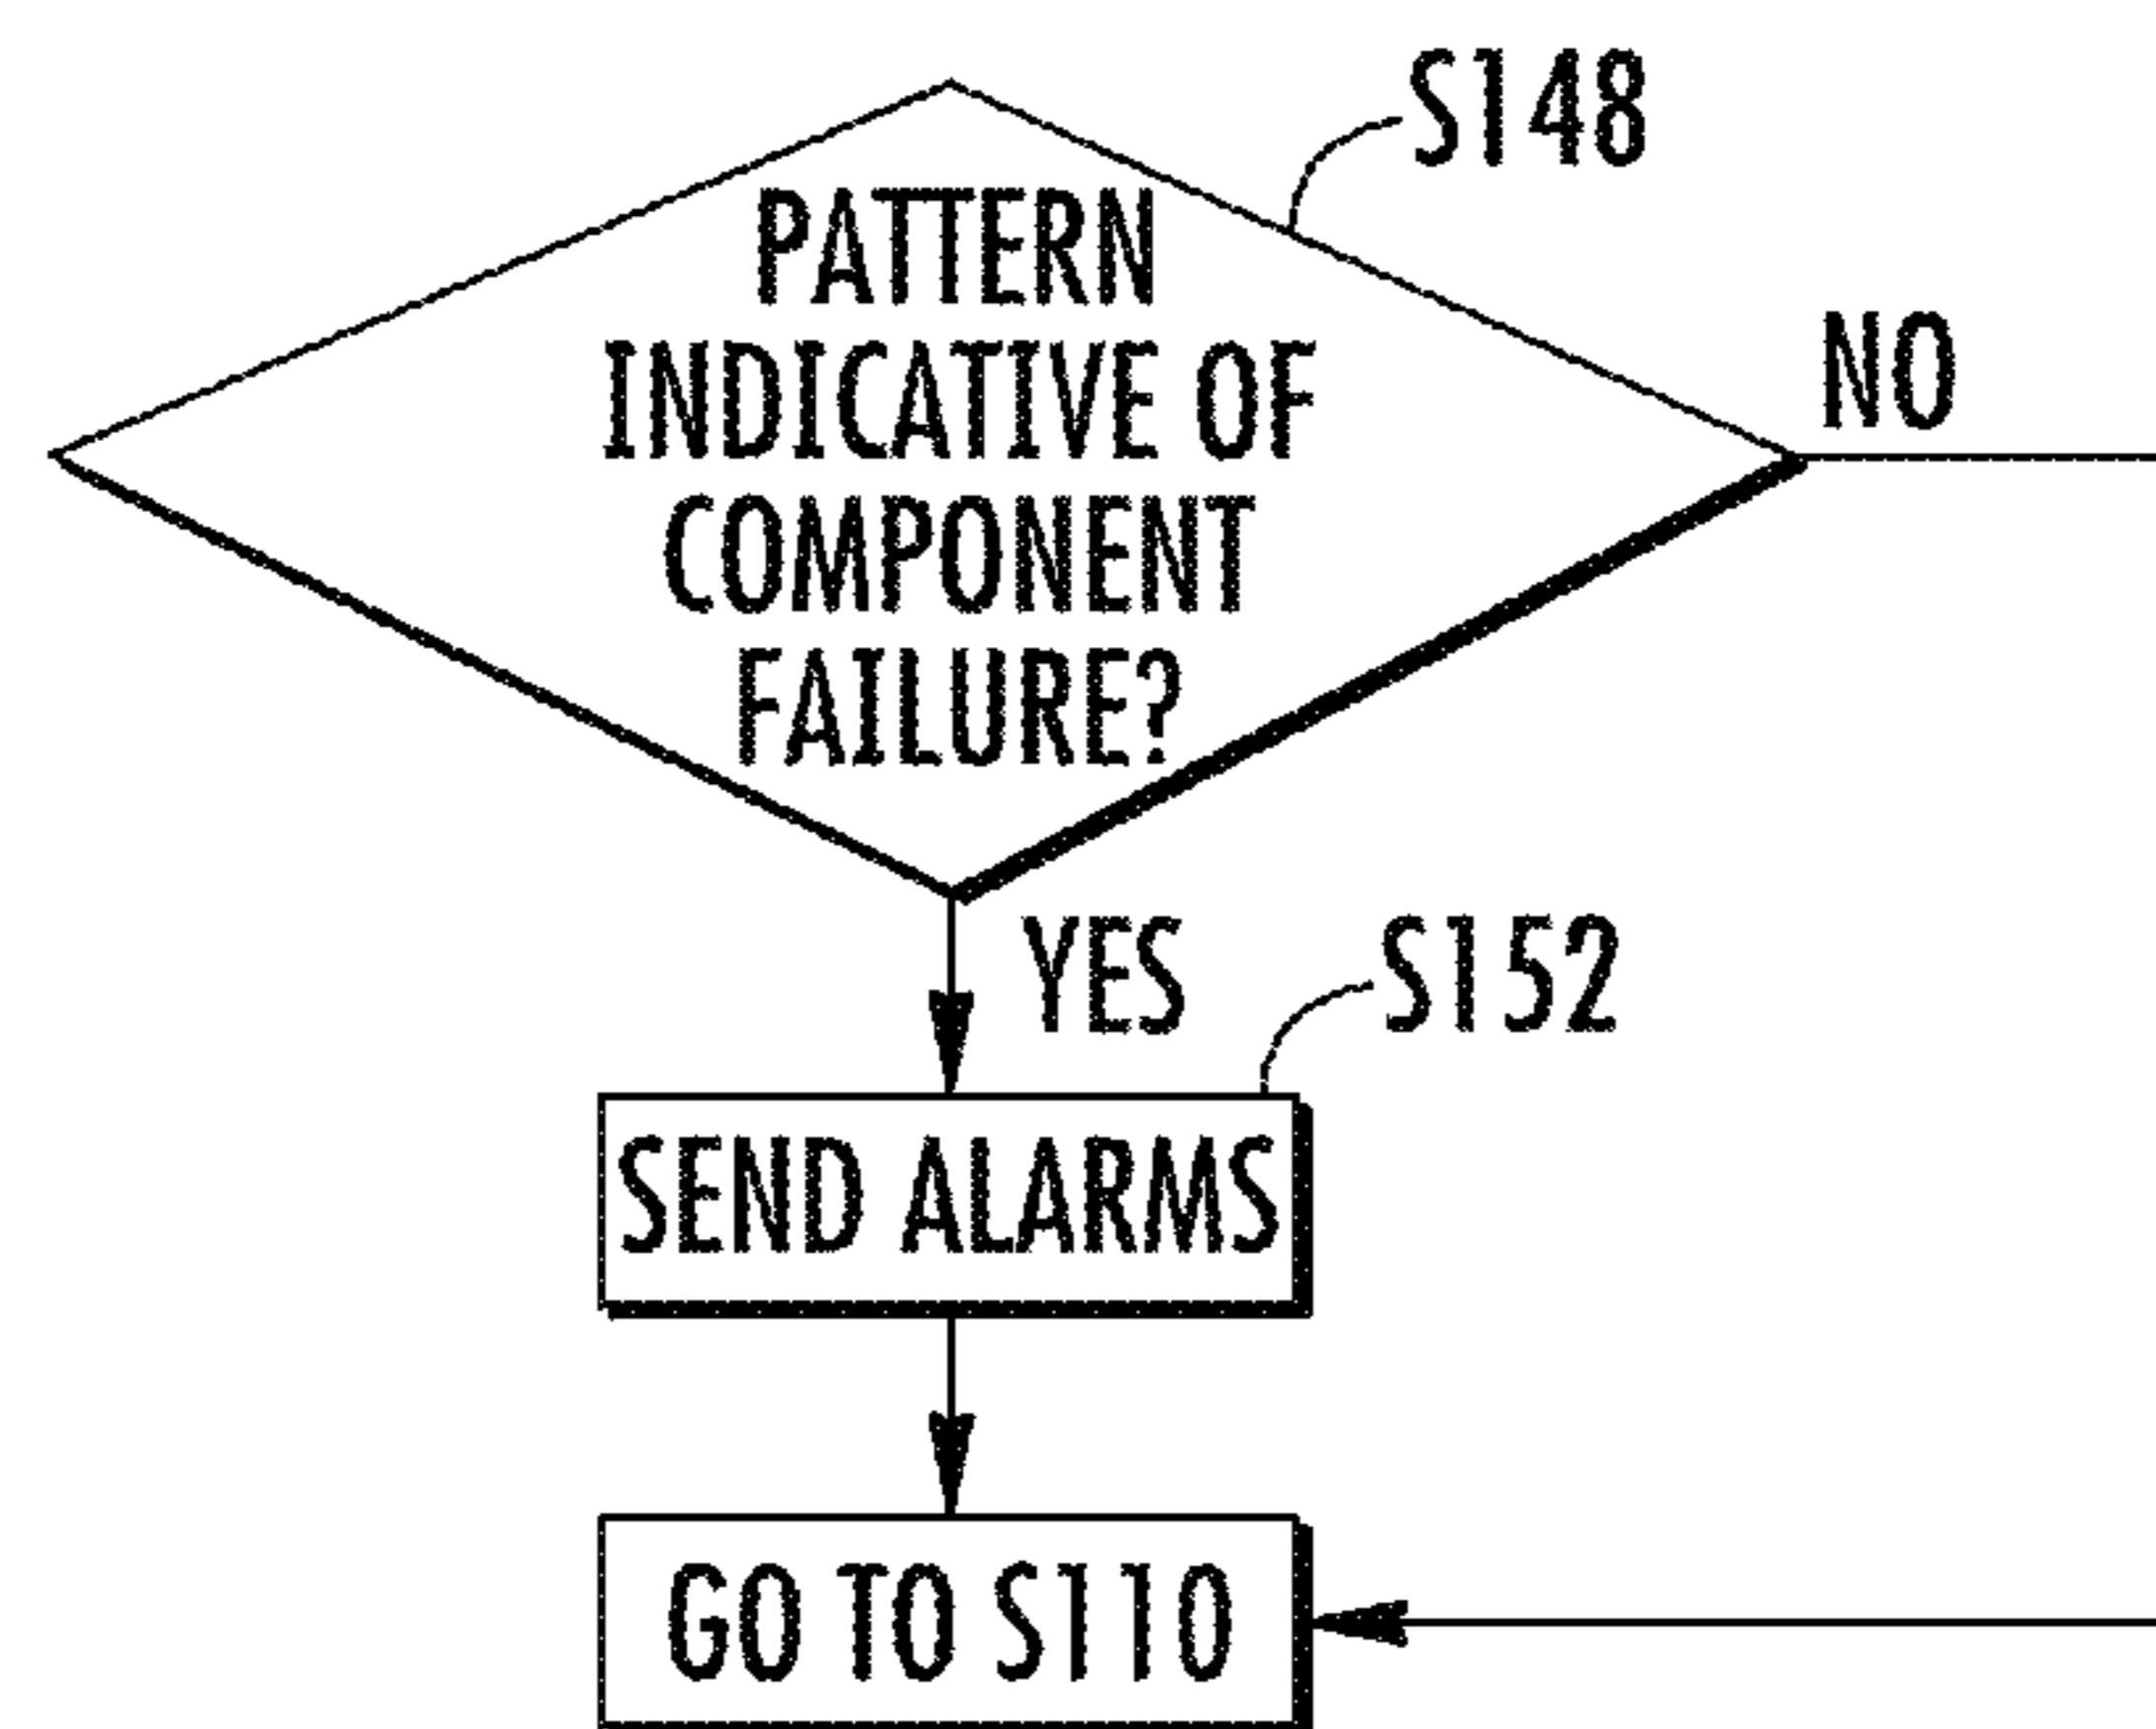 S148
PATTERN
INDICATIVE OF
COMPONENT
FAILURE?
NO
YES
S152
SEND ALARMS
GO TO S110